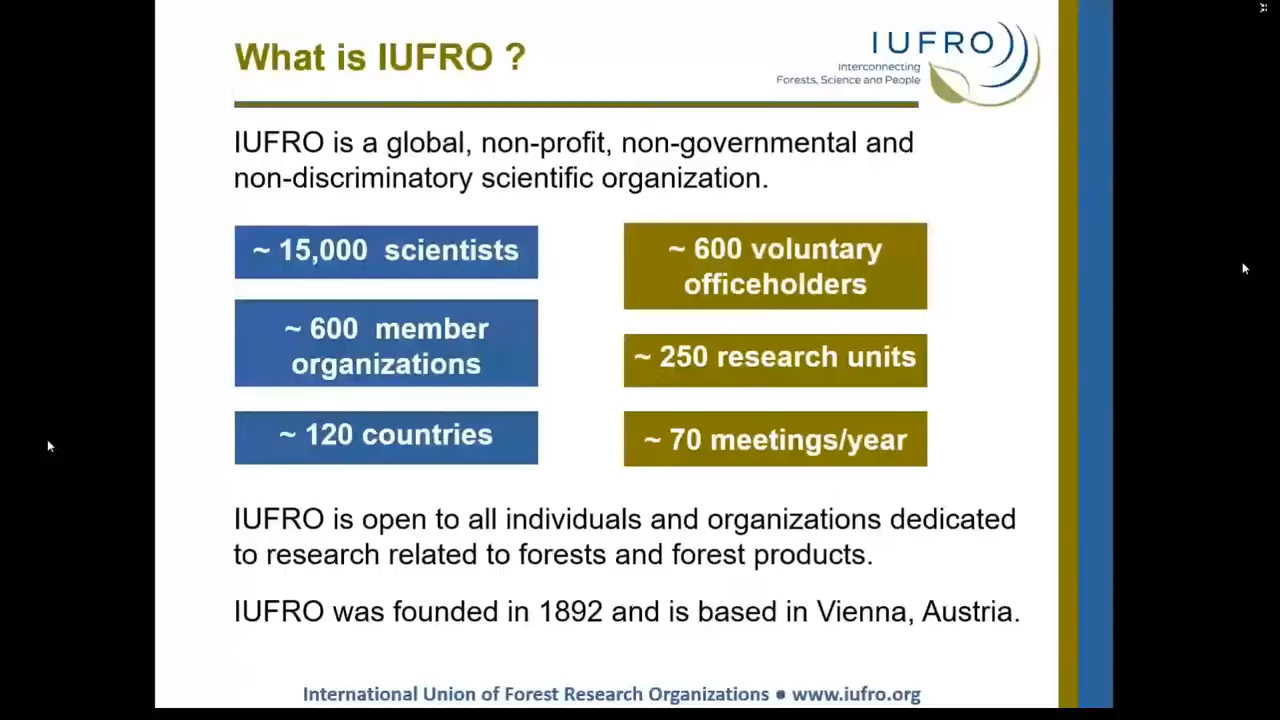 What is IUFRO ?
IUFRO
Interconnecting
Forests, Science and People
IUFRO is a global, non-profit, non-governmental and
non-discriminatory scientific organization.
~ 15,000 scientists
~ 600 member
organizations
~ 120 countries
~ 600 voluntary
officeholders
~ 250 research units
~ 70 meetings/year
IUFRO is open to all individuals and organizations dedicated
to research related to forests and forest products.
IUFRO was founded in 1892 and is based in Vienna, Austria.
International Union of Forest Research Organizations ● www.iufro.org